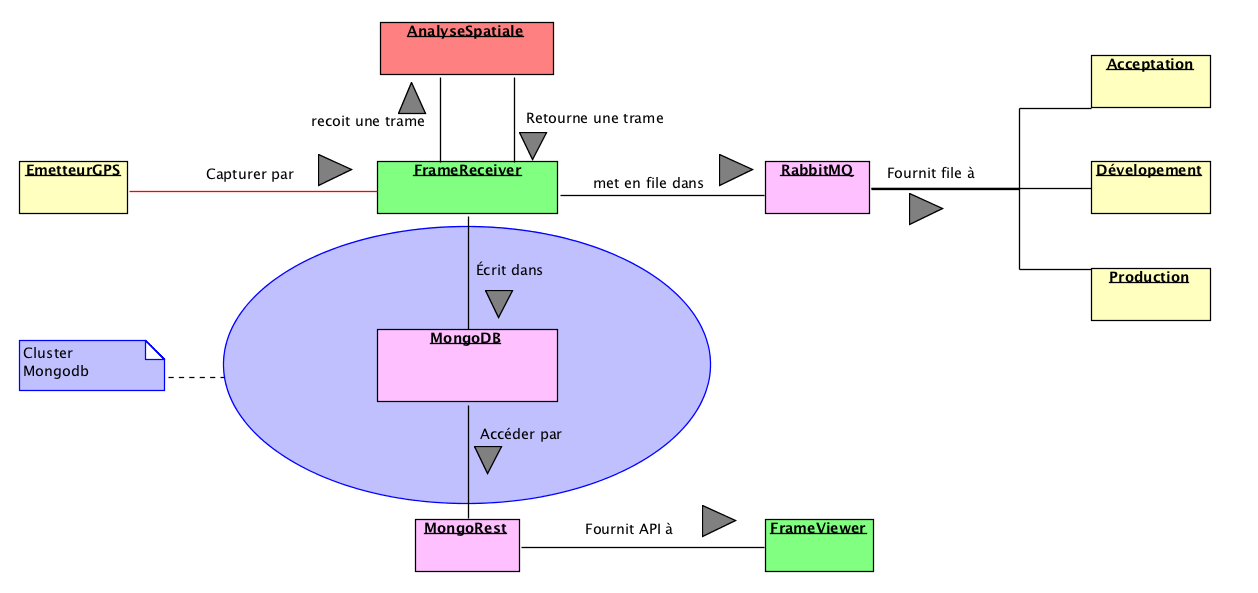 AnalyseSpatiale
Acceptation
recoit une trame
Retourne une trame
EmetteurGPS
Capturer par
FrameReceiver
met en file dans
RabbitMQ
Fournit file à
Dévelopement
Écrit dans
Production
MongoDB
Cluster
Mongodb
Accéder par
MongoRest
Fournit API à
FrameViewer